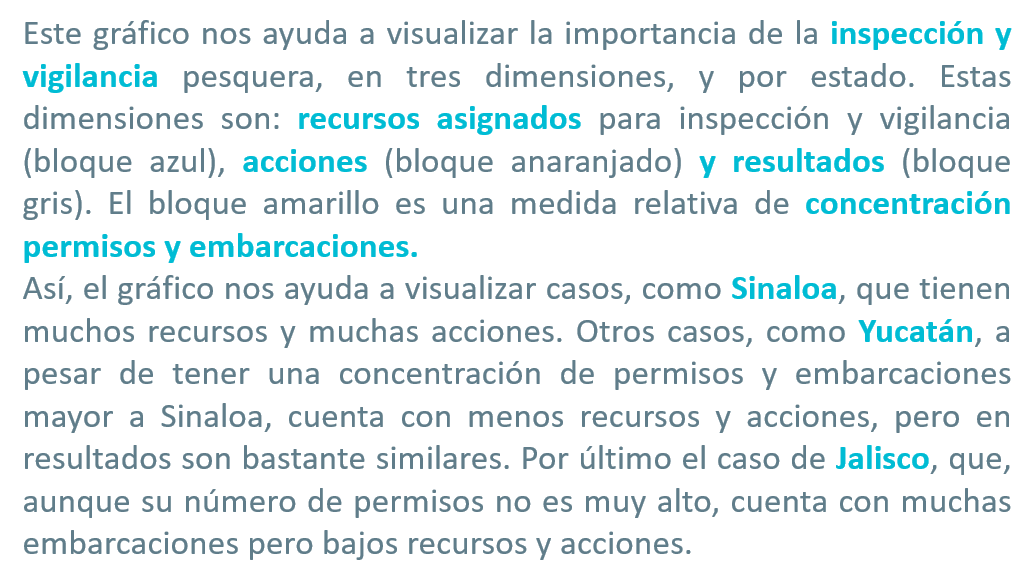 Este gráfico nos ayuda a visualizar la importancia de la inspección y
vigilancia pesquera, en tres dimensiones, y por estado. Estas
dimensiones son: recursos asignados para inspección y vigilancia
(bloque azul), acciones (bloque anaranjado) y resultados (bloque
gris). El bloque amarillo es una medida relativa de concentración
permisos y embarcaciones.
Así, el gráfico nos ayuda a visualizar casos, como Sinaloa, que tienen
muchos recursos y muchas acciones. Otros casos, como Yucatán, a
pesar de tener una concentración de permisos y embarcaciones
mayor a Sinaloa, cuenta con menos recursos y acciones, pero en
resultados son bastante similares. Por último el caso de Jalisco, que,
aunque su número de permisos no es muy alto, cuenta con muchas
embarcaciones pero bajos recursos y acciones.